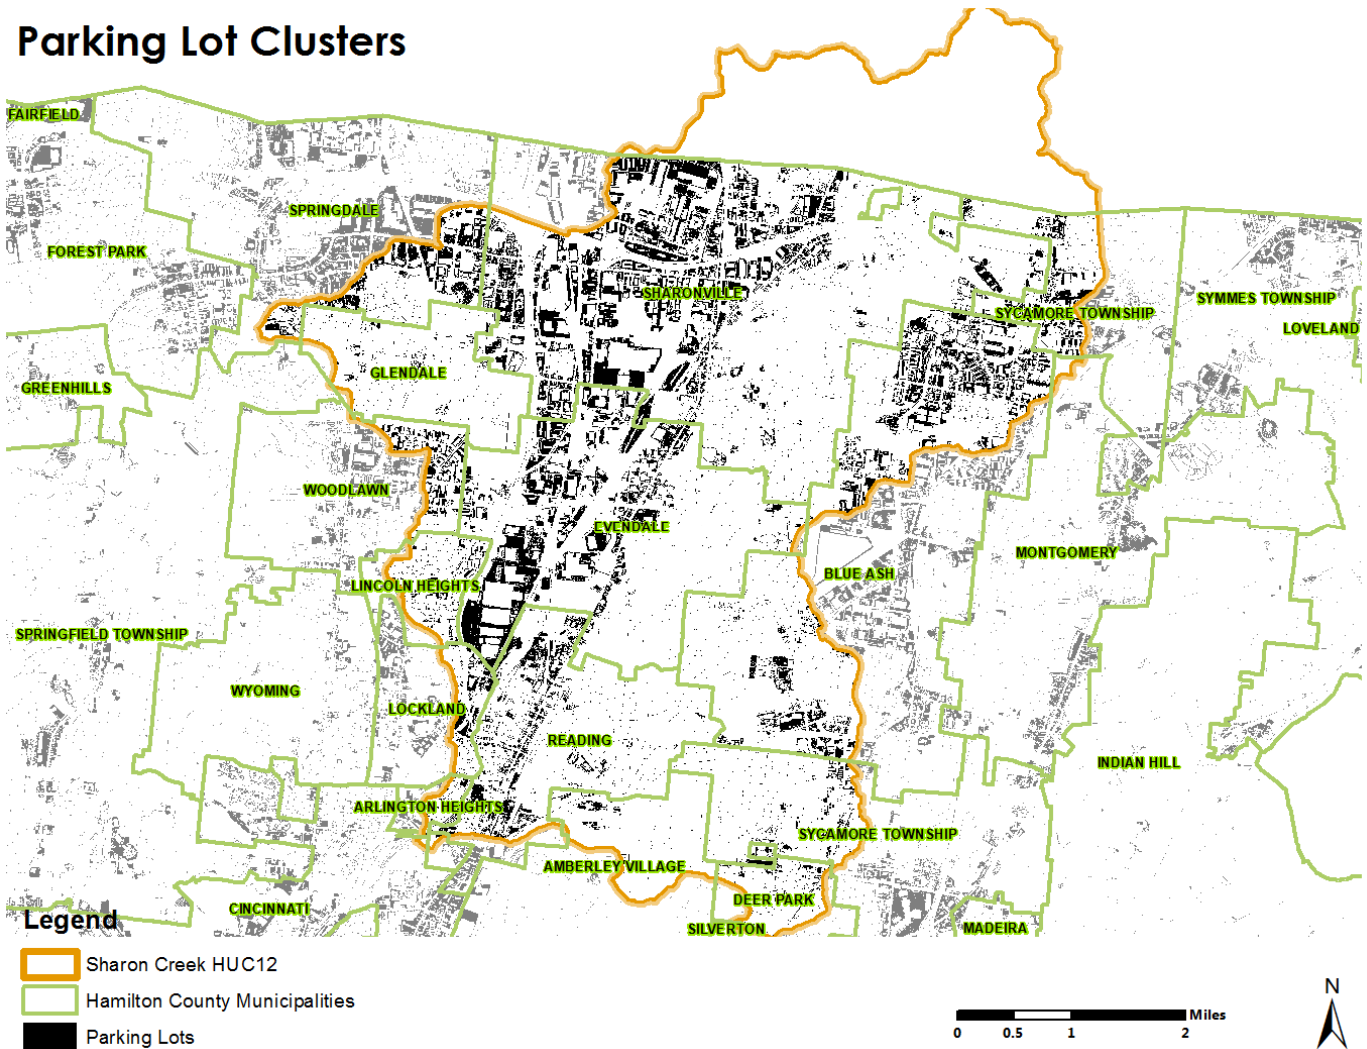 Parking Lot Clusters
FAIRFIELD
SPRINGDALE
FOREST PARK
SHARONVILLE
SYMMES TOWNSHIP
SYCAMORE TOWNSHIP
LOVELAND
GLENDALE
GREENHILLS
WOODLAWN
EVENDALE
MONTGOMERY
BLUE ASH
LINCOLN HEIGHTS
SPRINGFIELD TOWNSHIP
WYOMING
LOCKLAND
READING
INDIAN HILL
ARLINGTON HEIGHTS
SYCAMORE TOWNSHIP
AMBERLEY VILLAGE
DEER PARK
CINCINNATI
SILVERTON
MADEIRA
Legend
Sharon Creek HUC12
Hamilton County Municipalities
Parking Lots
N
Miles
0 0.5 1 2